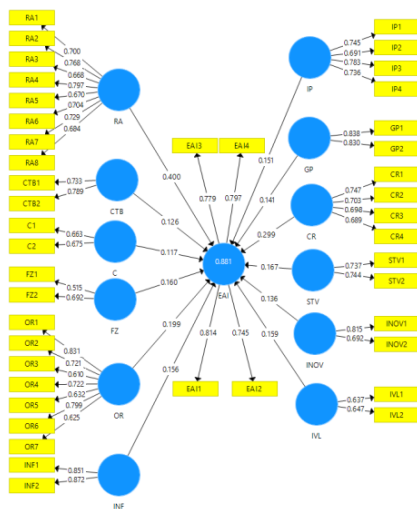 RA1
RA2
RA3
RA4
RA5
RA6
RA7
RA8
0.700
0.768
0.668
0.797
0.670
0.704
0.729
0.684
RA
CTB1
CTB2
0.733
0.789
CTB
C1
C2
0.663
0.675
C
FZ1
FZ2
0.515
0.692
FZ
OR1
OR2
OR3
OR4
OR5
OR6
OR7
0.831
0.721
0.610
0.722
0.632
0.799
0.625
OR
INF1
INF2
0.851
0.872
INF
EAI3
EAI4
0.779
0.797
0.400
0.126
0.117
0.160
0.199
0.156
0.881
EAI
0.151
0.141
0.299
0.167
0.136
0.159
0.814
0.745
EAI1
EAI2
IP
0.745
0.691
0.783
0.736
IP1
IP2
IP3
IP4
GP
0.838
0.830
GP1
GP2
CR
0.747
0.703
0.698
0.689
CR1
CR2
CR3
CR4
STV
0.737
0.744
STV1
STV2
INOV
0.815
0.692
INOV1
INOV2
IVL
0.637
0.647
IVL1
IVL2